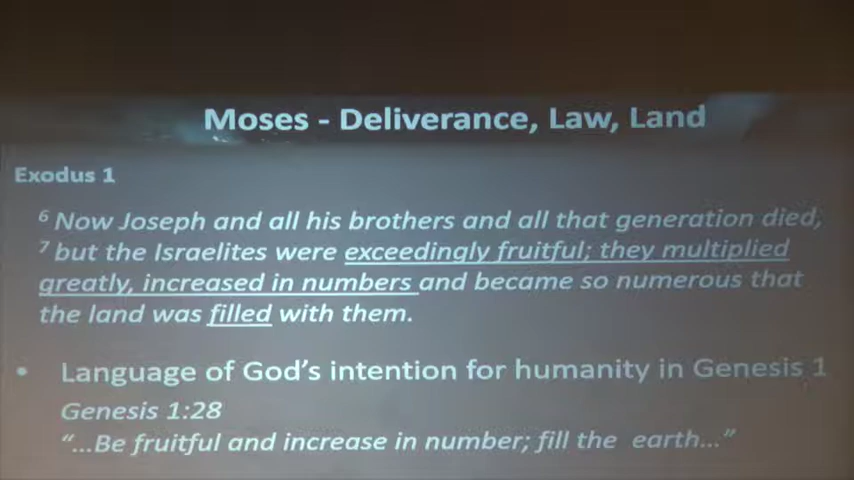 Moses - Deliverance, Law, Land
Exodus 1
6 Now Joseph and all his brothers and all that generation died,
7 but the Israelites were exceedingly fruitful; they multiplied
greatly, increased in numbers and became so numerous that
the land was filled with them.
• Language of God’s intention for humanity in Genesis 1
Genesis 1:28
“...Be fruitful and increase in number; fill the earth...”